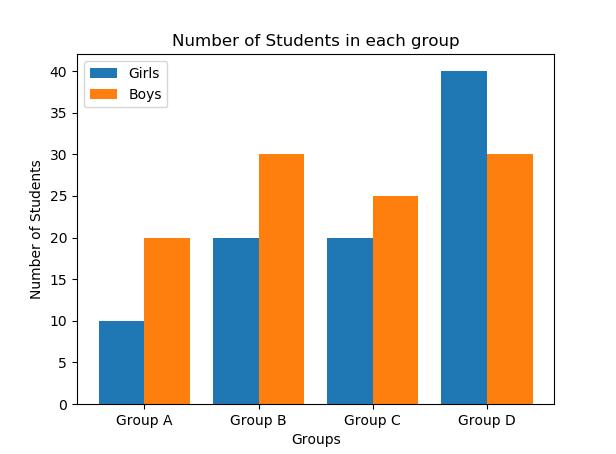 Number of Students in each group
Girls
Boys
Number of Students
40
35
30
25
20
15
10
5
0
Group A Group B Group C Group D
Groups